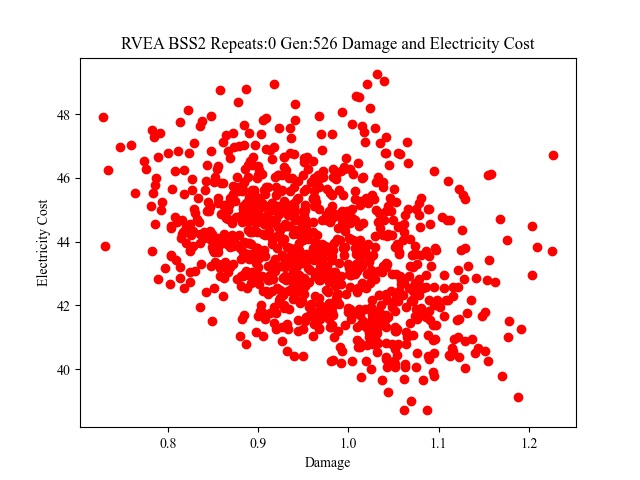 RVEA BSS2 Repeats:0 Gen:526 Damage and Electricity Cost
48
46
44
42
40
Electricity Cost
0.8 0.9 1.0 1.1 1.2
Damage